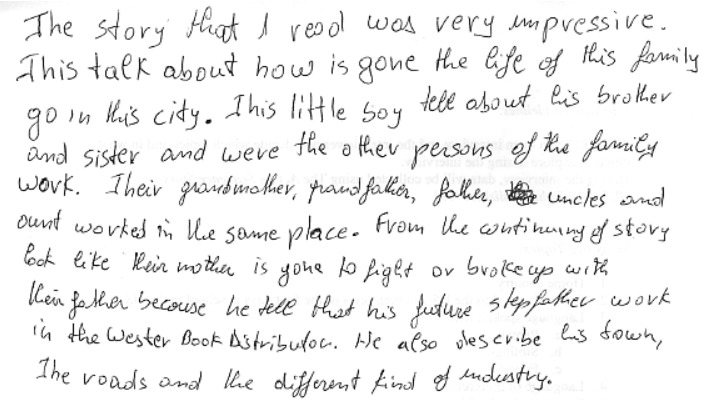 The story that I read was very impressive.
This talk about how is gone the life of this family
go in this city. This little boy tell about his brother
and sister and were the other persons of the family
work. Their grandmother, grandfather, father, uncles and
aunt worked in the same place. From the continuing of story
look like their mother is gone to fight or broke up with
their father because he tell that his future stepfather work
in the Wester Book Distributor. He also describe his town,
The roads and the different kind of industry.